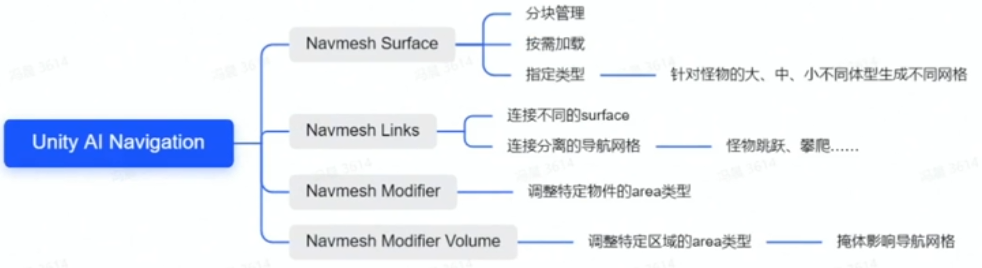 Unity AI Navigation
Navmesh Surface
分块管理
按需加载
指定类型
针对怪物的大、中、小不同体型生成不同网格
Navmesh Links
连接不同的surface
连接分离的导航网格
怪物跳跃、攀爬……
Navmesh Modifier
调整特定物件的area类型
Navmesh Modifier Volume
调整特定区域的area类型
掩体影响导航网格